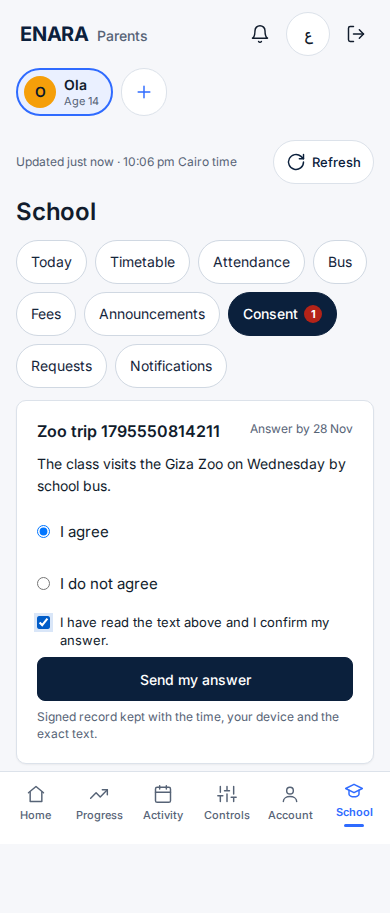 ENARA Parents
ع
O
Ola
Age 14
Updated just now · 10:06 pm Cairo time
Refresh
School
Today
Timetable
Attendance
Bus
Fees
Announcements
Consent 1
Requests
Notifications
Zoo trip 1795550814211
Answer by 28 Nov
The class visits the Giza Zoo on Wednesday by
school bus.
I agree
I do not agree
I have read the text above and I confirm my
answer.
Send my answer
Signed record kept with the time, your device and the
exact text.
Home
Progress
Activity
Controls
Account
School